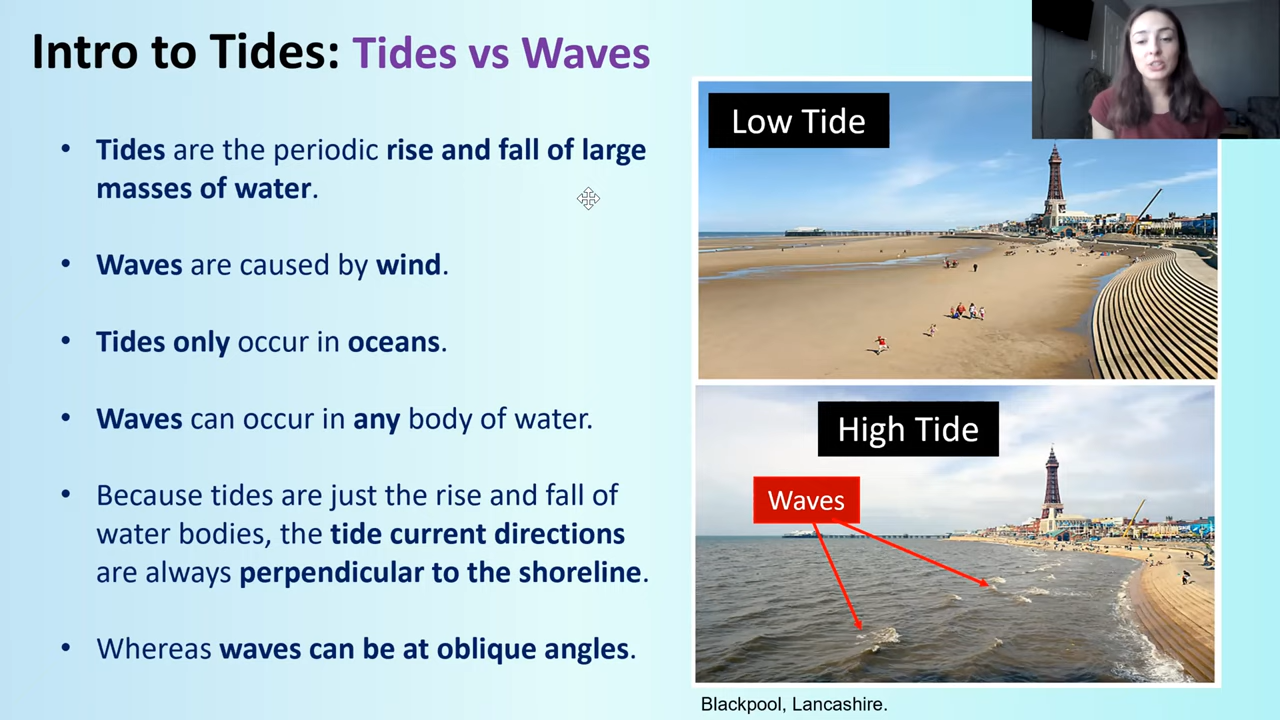 Intro to Tides: Tides vs Waves
• Tides are the periodic rise and fall of large
masses of water.
• Waves are caused by wind.
• Tides only occur in oceans.
• Waves can occur in any body of water.
• Because tides are just the rise and fall of
water bodies, the tide current directions
are always perpendicular to the shoreline.
• Whereas waves can be at oblique angles.
Low Tide
High Tide
Waves
Blackpool, Lancashire.